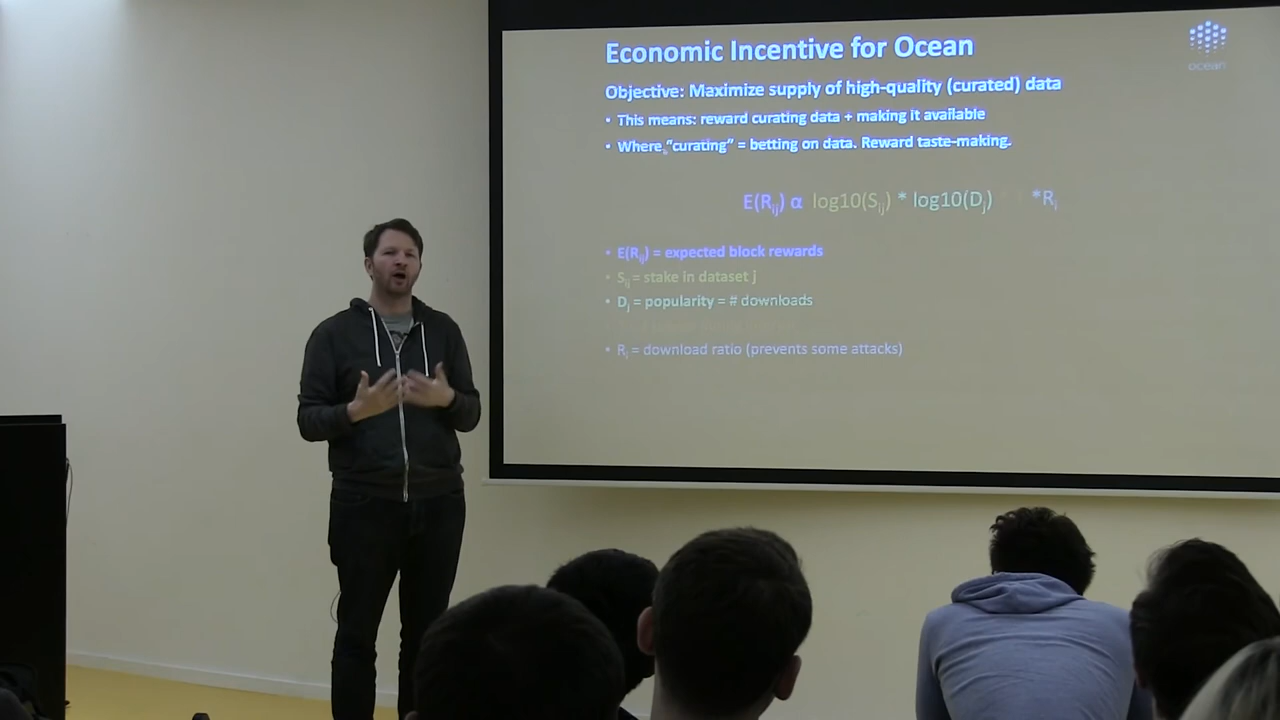 Economic Incentive for Ocean
ocean
Objective: Maximize supply of high-quality (curated) data
• This means: reward curating data + making it available
• Where "curating" = betting on data. Reward taste-making.
E(Rij) α log10(Sij) * log10(Dj) *Ri
• E(Rij) = expected block rewards
• Sij = stake in dataset j
• Dj = popularity = # downloads
• Ri = download ratio (prevents some attacks)